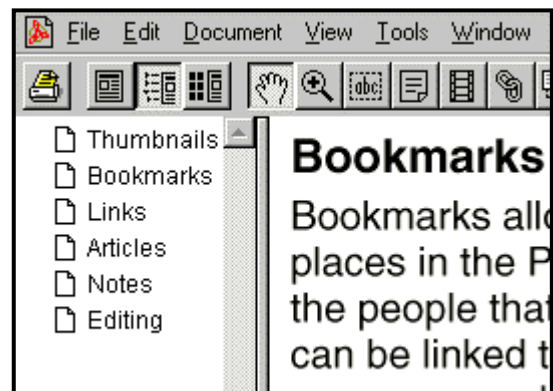 File Edit Document View Tools Window
abc
Thumbnails
Bookmarks
Links
Articles
Notes
Editing
Bookmarks
Bookmarks allo
places in the P
the people that
can be linked t